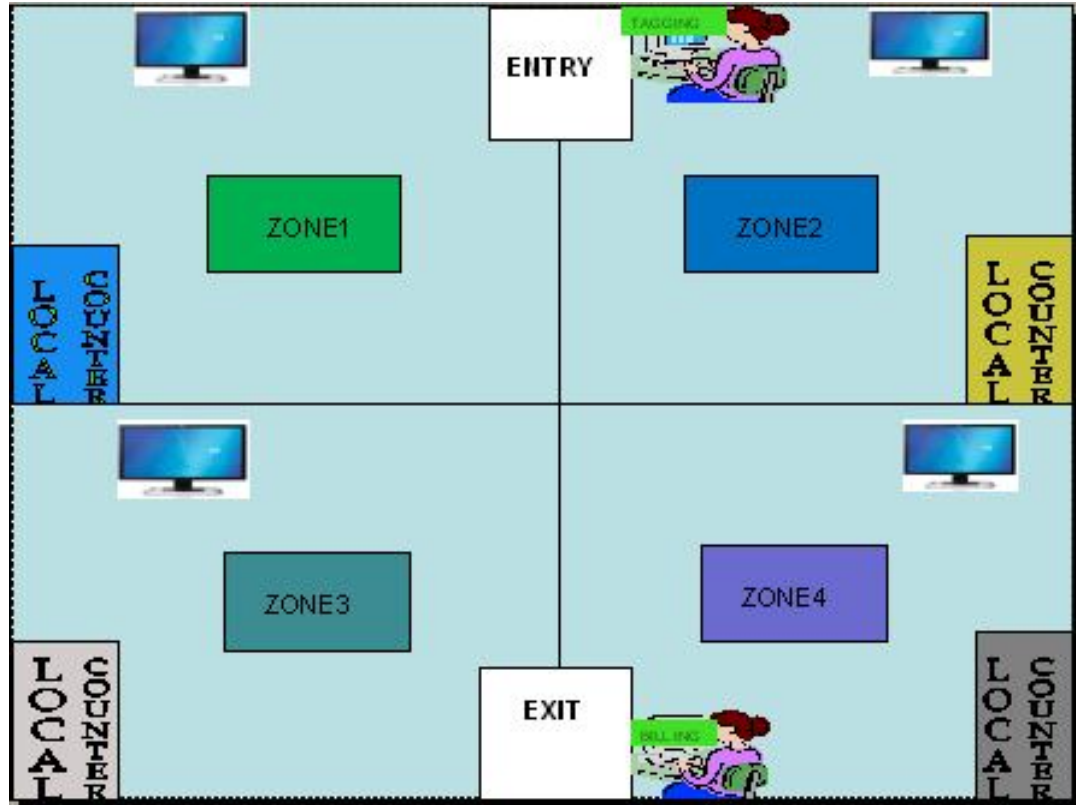 TAGGING
ENTRY
ZONE1
ZONE2
LOCAL COUNTER
LOCAL COUNTER
ZONE3
ZONE4
LOCAL COUNTER
LOCAL COUNTER
EXIT
BILLING